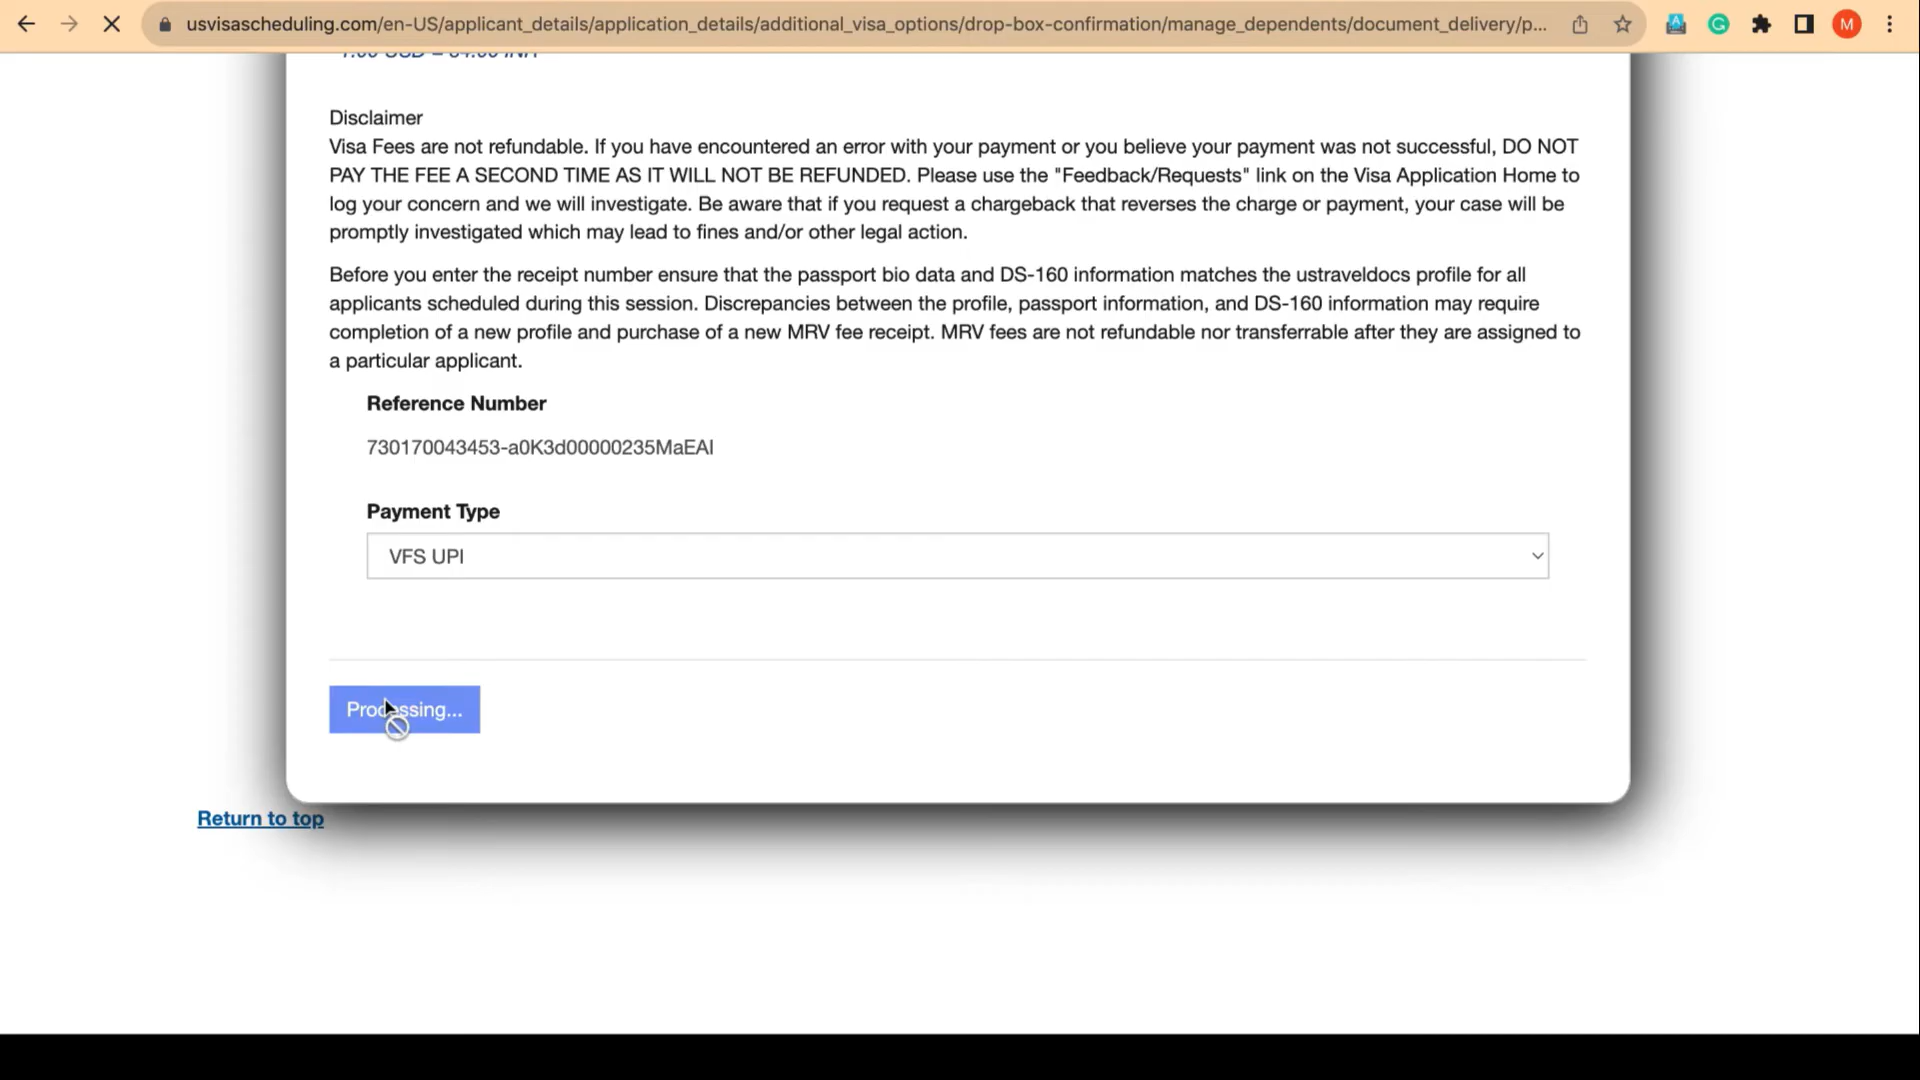 usvisascheduling.com/en-US/applicant_details/application_details/additional_visa_options/drop-box-confirmation/manage_dependents/document_delivery/p...
M
Disclaimer
Visa Fees are not refundable. If you have encountered an error with your payment or you believe your payment was not successful, DO NOT
PAY THE FEE A SECOND TIME AS IT WILL NOT BE REFUNDED. Please use the "Feedback/Requests" link on the Visa Application Home to
log your concern and we will investigate. Be aware that if you request a chargeback that reverses the charge or payment, your case will be
promptly investigated which may lead to fines and/or other legal action.
Before you enter the receipt number ensure that the passport bio data and DS-160 information matches the ustraveldocs profile for all
applicants scheduled during this session. Discrepancies between the profile, passport information, and DS-160 information may require
completion of a new profile and purchase of a new MRV fee receipt. MRV fees are not refundable nor transferrable after they are assigned to
a particular applicant.
Reference Number
730170043453-a0K3d00000235MaEAI
Payment Type
VFS UPI
Processing...
Return to top